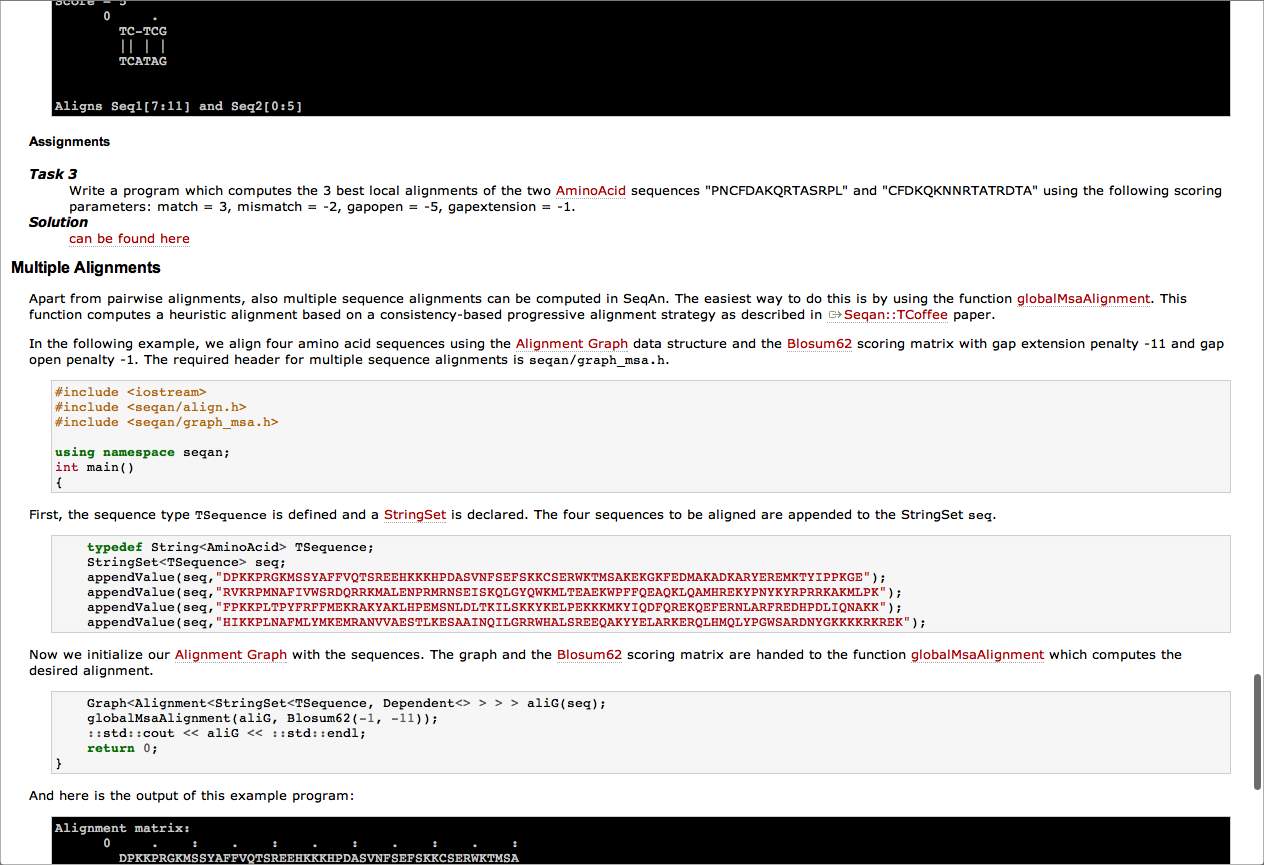 Score = 5
0 .
TC-TCG
|| | |
TCATAG
Aligns Seq1[7:11] and Seq2[0:5]
Assignments
Task 3
Write a program which computes the 3 best local alignments of the two AminoAcid sequences "PNCFDAKQRTASRPL" and "CFDKQKNNRTATRDTA" using the following scoring
parameters: match = 3, mismatch = -2, gapopen = -5, gapextension = -1.
Solution
can be found here
Multiple Alignments
Apart from pairwise alignments, also multiple sequence alignments can be computed in SeqAn. The easiest way to do this is by using the function globalMsaAlignment. This
function computes a heuristic alignment based on a consistency-based progressive alignment strategy as described in Seqan::TCoffee paper.
In the following example, we align four amino acid sequences using the Alignment Graph data structure and the Blosum62 scoring matrix with gap extension penalty -11 and gap
open penalty -1. The required header for multiple sequence alignments is seqan/graph_msa.h.
#include <iostream>
#include <seqan/align.h>
#include <seqan/graph_msa.h>
using namespace seqan;
int main()
{
First, the sequence type TSequence is defined and a StringSet is declared. The four sequences to be aligned are appended to the StringSet seq.
typedef String<AminoAcid> TSequence;
StringSet<TSequence> seq;
appendValue(seq,"DPKKPRGKMSSYAFFVQTSREEHKKKHPDASVNFSEFSKKCSERWKTMSAKEKGKFEDMAKADKARYEREMKTYIPPKGE");
appendValue(seq,"RVKRPMNAFIVWSRDQRRKMALENPRMRNSEISKQLGYQWKMLTEAEKWPFFQEAQKLQAMHREKYPNYKYRPRRKAKMLPK");
appendValue(seq,"FPKKPLTPYFRFFMEKRAKYAKLHPEMSNLDLTKILSKKYKELPEKKKMKYIQDFQREKQEFERNLARFREDHPDLIQNAKK");
appendValue(seq,"HIKKPLNAFMLYMKEMRANVVAESTLKESAAINQILGRRWHALSREEQAKYYELARKERQLHMQLYPGWSARDNYGKKKKRKREK");
Now we initialize our Alignment Graph with the sequences. The graph and the Blosum62 scoring matrix are handed to the function globalMsaAlignment which computes the
desired alignment.
Graph<Alignment<StringSet<TSequence, Dependent<> > > > aliG(seq);
globalMsaAlignment(aliG, Blosum62(-1, -11));
::std::cout << aliG << ::std::endl;
return 0;
}
And here is the output of this example program:
Alignment matrix:
0 . : . : . : . : . :
DPKKPRGKMSSYAFFVQTSREEHKKKHPDASVNFSEFSKKCSERWKTMSA